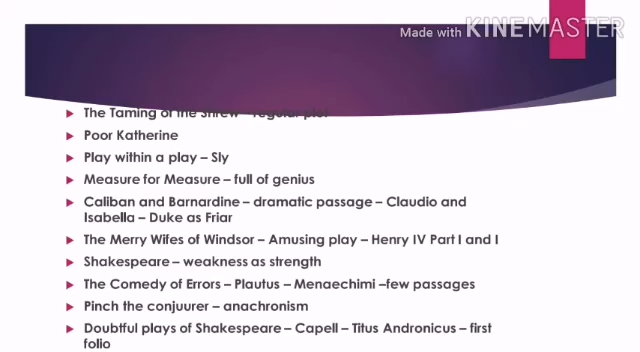 Made with KINEMASTER
The Taming of the Shrew – regular plot
Poor Katherine
Play within a play – Sly
Measure for Measure – full of genius
Caliban and Barnardine – dramatic passage – Claudio and
Isabella – Duke as Friar
The Merry Wifes of Windsor – Amusing play – Henry IV Part I and I
Shakespeare – weakness as strength
The Comedy of Errors – Plautus – Menaechimi –few passages
Pinch the conjuurer – anachronism
Doubtful plays of Shakespeare – Capell – Titus Andronicus – first
folio